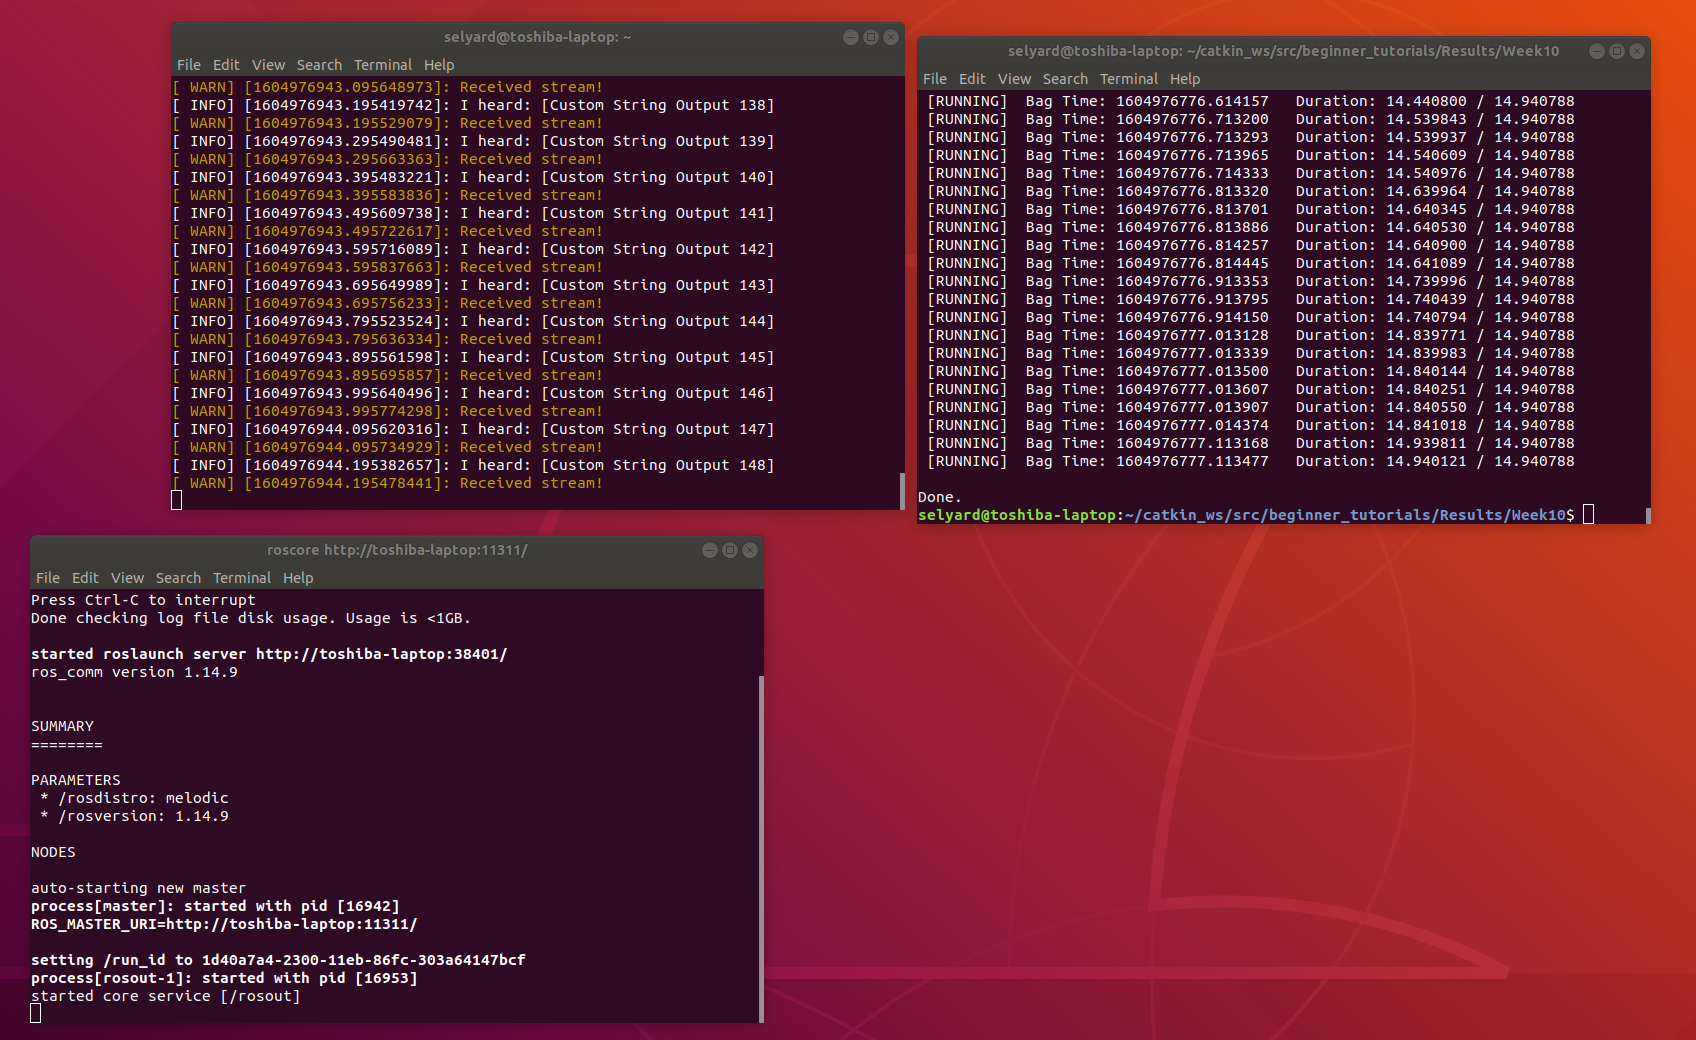 selyard@toshiba-laptop: ~
File Edit View Search Terminal Help
[ WARN] [1604976943.095648973]: Received stream!
[ INFO] [1604976943.195419742]: I heard: [Custom String Output 138]
[ WARN] [1604976943.195529079]: Received stream!
[ INFO] [1604976943.295490481]: I heard: [Custom String Output 139]
[ WARN] [1604976943.295663363]: Received stream!
[ INFO] [1604976943.395483221]: I heard: [Custom String Output 140]
[ WARN] [1604976943.395583836]: Received stream!
[ INFO] [1604976943.495609738]: I heard: [Custom String Output 141]
[ WARN] [1604976943.495722617]: Received stream!
[ INFO] [1604976943.595716089]: I heard: [Custom String Output 142]
[ WARN] [1604976943.595837663]: Received stream!
[ INFO] [1604976943.695649989]: I heard: [Custom String Output 143]
[ WARN] [1604976943.695756233]: Received stream!
[ INFO] [1604976943.795523524]: I heard: [Custom String Output 144]
[ WARN] [1604976943.795636334]: Received stream!
[ INFO] [1604976943.895561598]: I heard: [Custom String Output 145]
[ WARN] [1604976943.895695857]: Received stream!
[ INFO] [1604976943.995640496]: I heard: [Custom String Output 146]
[ WARN] [1604976943.995774298]: Received stream!
[ INFO] [1604976944.095620316]: I heard: [Custom String Output 147]
[ WARN] [1604976944.095734929]: Received stream!
[ INFO] [1604976944.195382657]: I heard: [Custom String Output 148]
[ WARN] [1604976944.195478441]: Received stream!
selyard@toshiba-laptop: ~/catkin_ws/src/beginner_tutorials/Results/Week10
File Edit View Search Terminal Help
[RUNNING]  Bag Time: 1604976776.614157   Duration: 14.440800 / 14.940788
[RUNNING]  Bag Time: 1604976776.713200   Duration: 14.539843 / 14.940788
[RUNNING]  Bag Time: 1604976776.713293   Duration: 14.539937 / 14.940788
[RUNNING]  Bag Time: 1604976776.713965   Duration: 14.540609 / 14.940788
[RUNNING]  Bag Time: 1604976776.714333   Duration: 14.540976 / 14.940788
[RUNNING]  Bag Time: 1604976776.813320   Duration: 14.639964 / 14.940788
[RUNNING]  Bag Time: 1604976776.813701   Duration: 14.640345 / 14.940788
[RUNNING]  Bag Time: 1604976776.813886   Duration: 14.640530 / 14.940788
[RUNNING]  Bag Time: 1604976776.814257   Duration: 14.640900 / 14.940788
[RUNNING]  Bag Time: 1604976776.814445   Duration: 14.641089 / 14.940788
[RUNNING]  Bag Time: 1604976776.913353   Duration: 14.739996 / 14.940788
[RUNNING]  Bag Time: 1604976776.913795   Duration: 14.740439 / 14.940788
[RUNNING]  Bag Time: 1604976776.914150   Duration: 14.740794 / 14.940788
[RUNNING]  Bag Time: 1604976777.013128   Duration: 14.839771 / 14.940788
[RUNNING]  Bag Time: 1604976777.013339   Duration: 14.839983 / 14.940788
[RUNNING]  Bag Time: 1604976777.013500   Duration: 14.840144 / 14.940788
[RUNNING]  Bag Time: 1604976777.013607   Duration: 14.840251 / 14.940788
[RUNNING]  Bag Time: 1604976777.013907   Duration: 14.840550 / 14.940788
[RUNNING]  Bag Time: 1604976777.014374   Duration: 14.841018 / 14.940788
[RUNNING]  Bag Time: 1604976777.113168   Duration: 14.939811 / 14.940788
[RUNNING]  Bag Time: 1604976777.113477   Duration: 14.940121 / 14.940788
Done.
selyard@toshiba-laptop:~/catkin_ws/src/beginner_tutorials/Results/Week10$
roscore http://toshiba-laptop:11311/
File Edit View Search Terminal Help
Press Ctrl-C to interrupt
Done checking log file disk usage. Usage is <1GB.
started roslaunch server http://toshiba-laptop:38401/
ros_comm version 1.14.9
SUMMARY
========
PARAMETERS
* /rosdistro: melodic
* /rosversion: 1.14.9
NODES
auto-starting new master
process[master]: started with pid [16942]
ROS_MASTER_URI=http://toshiba-laptop:11311/
setting /run_id to 1d40a7a4-2300-11eb-86fc-303a64147bcf
process[rosout-1]: started with pid [16953]
started core service [/rosout]